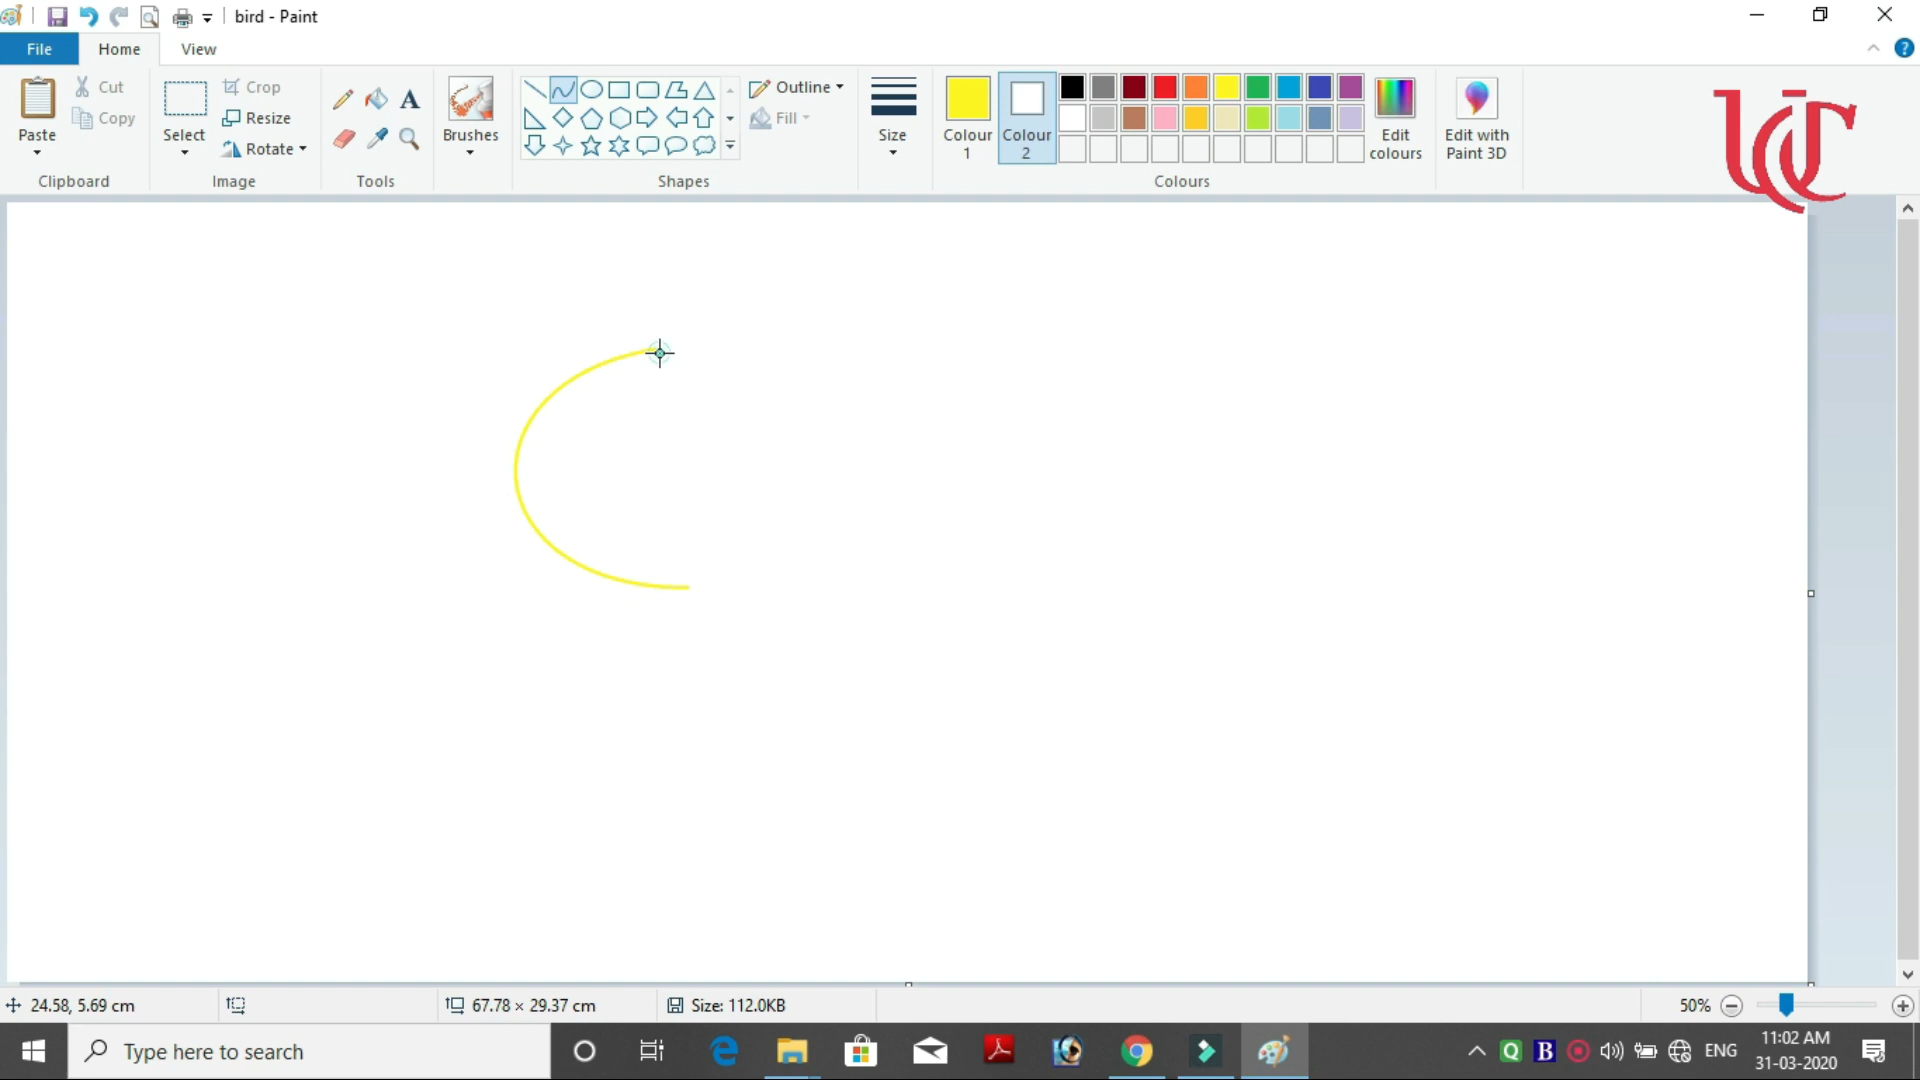 bird - Paint
File Home View
Paste
Cut
Copy
Clipboard
Select
Crop
Resize
Rotate
Image
A
Tools
Brushes
Shapes
Outline
Fill
Size
Colour 1
Colour 2
Edit colours
Colours
Edit with Paint 3D
UTC
24.58, 5.69 cm
67.78 × 29.37 cm
Size: 112.0KB
50%
Type here to search
Q
B
ENG
11:02 AM
31-03-2020